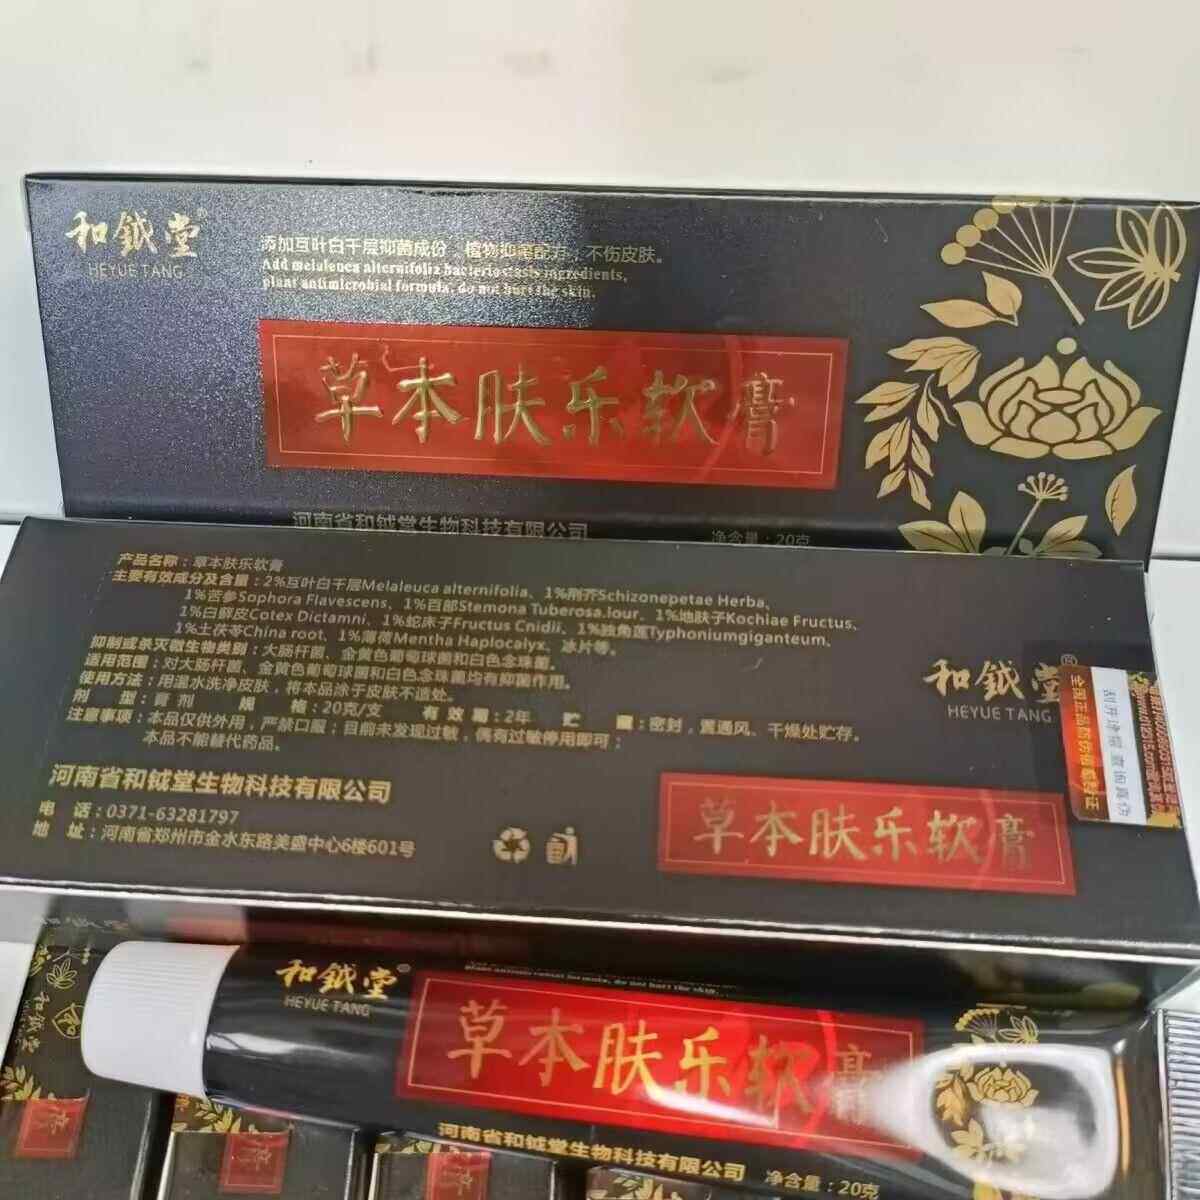 和鉞堂®
HEYUE TANG
添加互叶白千层抑菌成份，植物抑菌配方，不伤皮肤。
Add melaleuca alternifolia bacteriostasis ingredients,
plant antimicrobial formula, do not hurt the skin.
草本肤乐软膏
河南省和钺堂生物科技有限公司
净含量：20克
产品名称：草本肤乐软膏
主要有效成分及含量：2%互叶白千层Melaleuca alternifolia、1%荆芥Schizonepetae Herba、
1%苦参Sophora Flavescens、1%百部Stemona Tuberosa.lour、1%地肤子Kochiae Fructus、
1%白鲜皮Cotex Dictamni、1%蛇床子Fructus Cnidii、1%独角莲Typhoniumgiganteum、
1%土茯苓China root、1%薄荷Mentha Haplocalyx、冰片等。
抑制或杀灭微生物类别：大肠杆菌、金黄色葡萄球菌和白色念珠菌。
适用范围：对大肠杆菌、金黄色葡萄球菌和白色念珠菌均有抑菌作用。
使用方法：用温水洗净皮肤，将本品涂于皮肤不适处。
剂 型：膏剂 规 格：20克/支 有 效 期：2年 贮 藏：密封，置通风、干燥处贮存。
注意事项：本品仅供外用，严禁口服；目前未发现过敏，偶有过敏停用即可；
本品不能替代药品。
河南省和钺堂生物科技有限公司
电 话：0371-63281797
地 址：河南省郑州市金水东路美盛中心6楼601号
和鉞堂®
HEYUE TANG
草本肤乐软膏
和鉞堂®
HEYUE TANG
plant antimicrobial formula, do not hurt the skin.
草本肤乐软膏
河南省和钺堂生物科技有限公司
净含量：20克
和鉞堂
膏
膏
膏